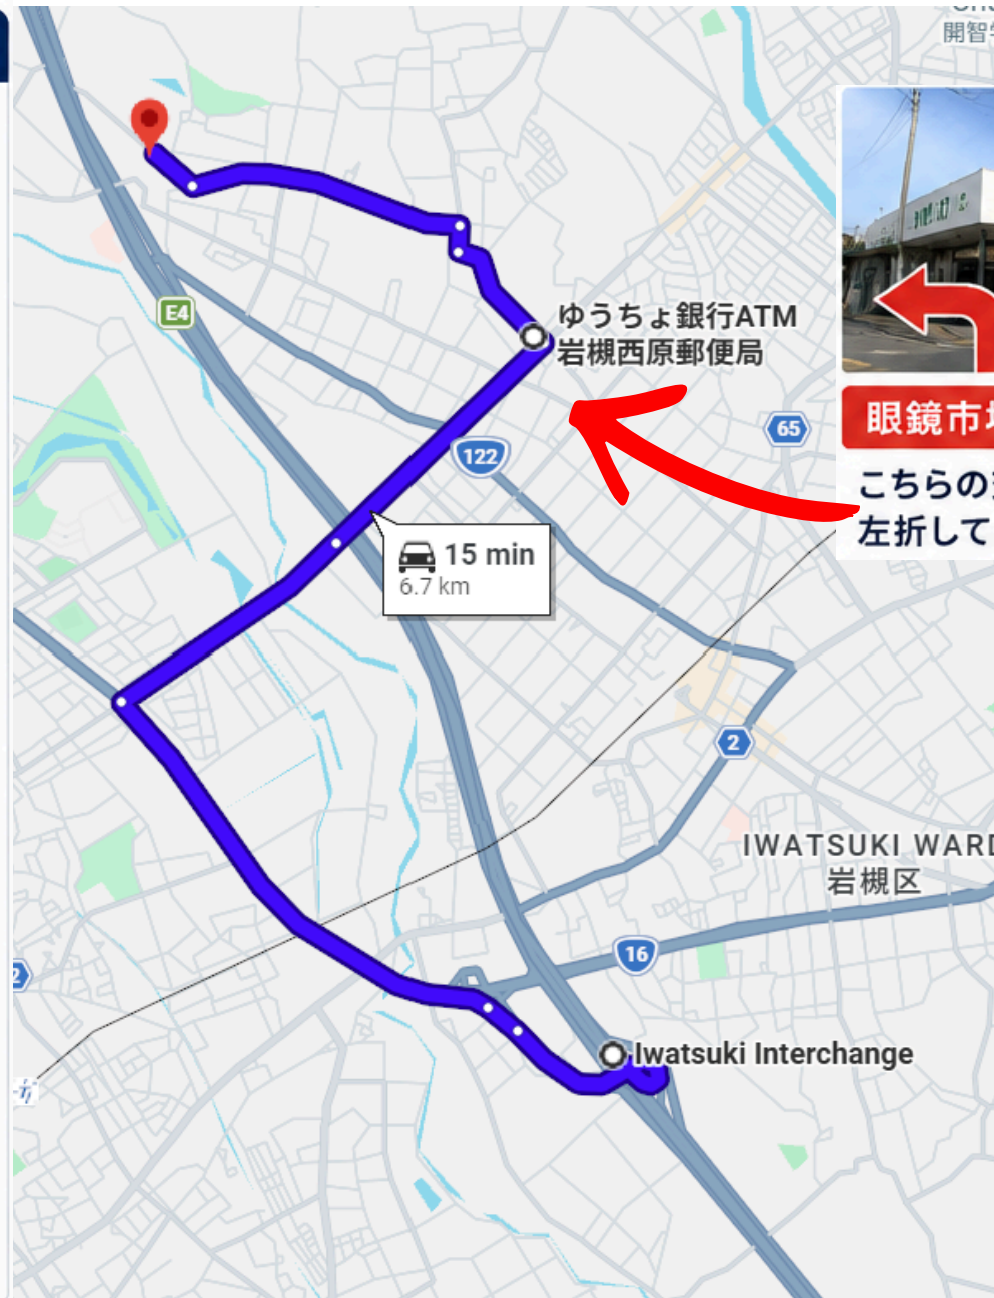 開智
E4
ゆうちょ銀行ATM
岩槻西原郵便局
65
122
眼鏡市
こちらの
左折して
15 min
6.7 km
2
IWATSUKI WARD
岩槻区
16
2
Iwatsuki Interchange